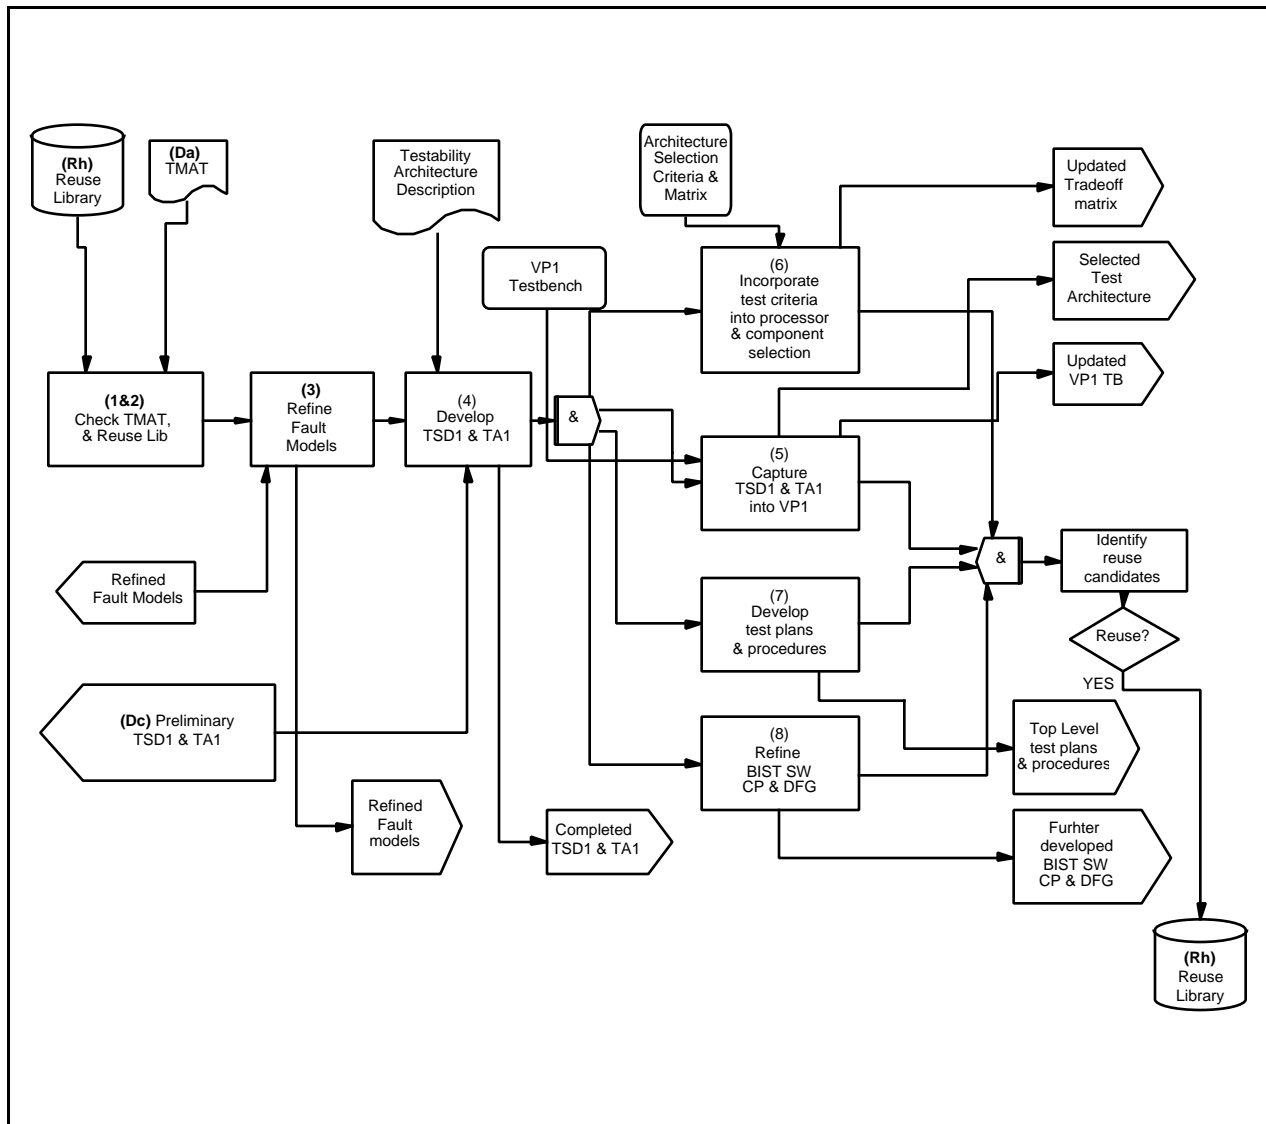 (Rh)
Reuse
Library
(Da)
TMAT
Testability
Architecture
Description
Architecture
Selection
Criteria &
Matrix
Updated
Tradeoff
matrix
VP1
Testbench
(6)
Incorporate
test criteria
into processor
& component
selection
Selected
Test
Architecture
Updated
VP1 TB
(1&2)
Check TMAT,
& Reuse Lib
(3)
Refine
Fault
Models
(4)
Develop
TSD1 & TA1
&
(5)
Capture
TSD1 & TA1
into VP1
&
Identify
reuse
candidates
Refined
Fault Models
(7)
Develop
test plans
& procedures
Reuse?
YES
(Dc) Preliminary
TSD1 & TA1
(8)
Refine
BIST SW
CP & DFG
Top Level
test plans
& procedures
Refined
Fault
models
Completed
TSD1 & TA1
Furhter
developed
BIST SW
CP & DFG
(Rh)
Reuse
Library